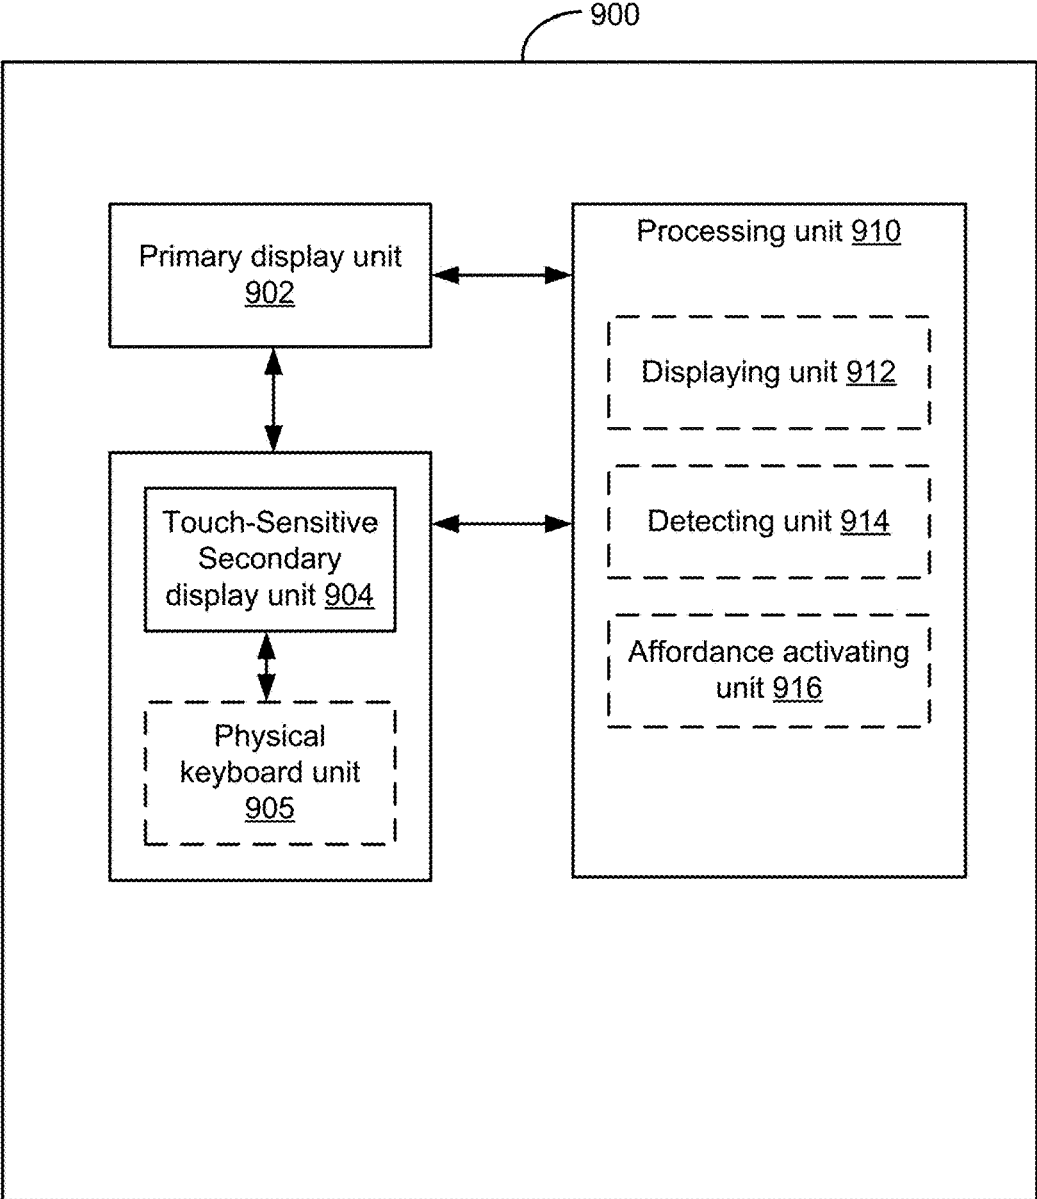 900
Primary display unit
902
Processing unit 910
Displaying unit 912
Detecting unit 914
Affordance activating
unit 916
Touch-Sensitive
Secondary
display unit 904
Physical
keyboard unit
905